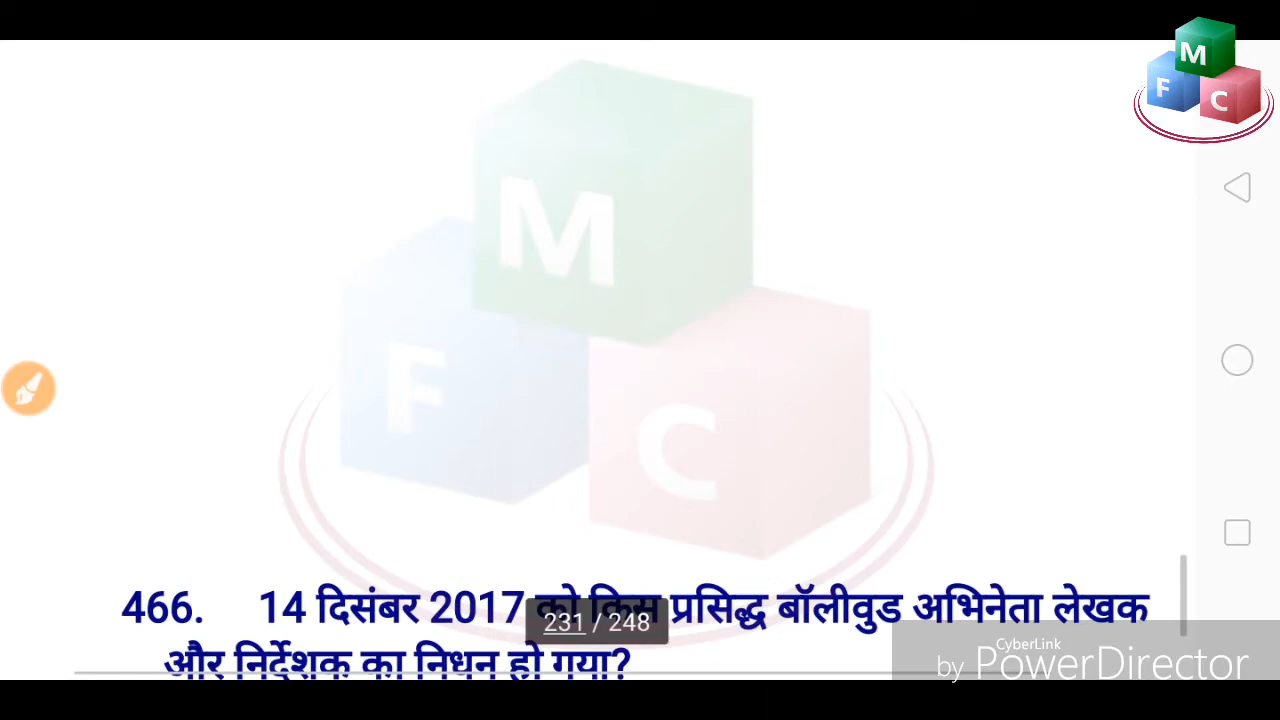 M
F
C
M
F
C
466. 14 दिसंबर 2017 को किस प्रसिद्ध बॉलीवुड अभिनेता लेखक
231 / 248
और निर्देशक का निधन हो गया?
CyberLink
by PowerDirector